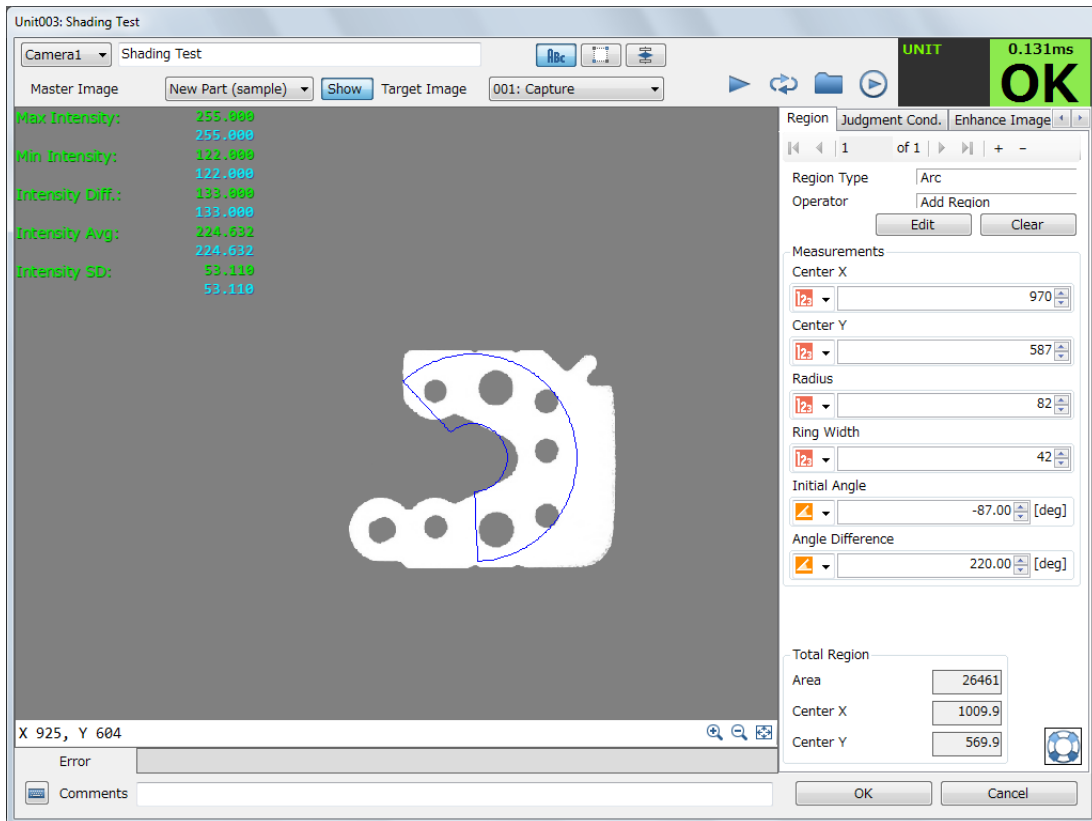 Unit003: Shading Test
Camera1 Shading Test ABC UNIT 0.131ms
OK
Master Image New Part (sample) Show Target Image 001: Capture
Max Intensity: 255.000
255.000
Min Intensity: 122.000
122.000
Intensity Diff.: 133.000
133.000
Intensity Avg: 224.632
224.632
Intensity SD: 53.110
53.110
Region Judgment Cond. Enhance Image
1 of 1 + −
Region Type Arc
Operator Add Region
Edit Clear
Measurements
Center X
123 970
Center Y
123 587
Radius
123 82
Ring Width
123 42
Initial Angle
-87.00 [deg]
Angle Difference
220.00 [deg]
Total Region
Area 26461
Center X 1009.9
Center Y 569.9
X 925, Y 604
Error
Comments
OK Cancel